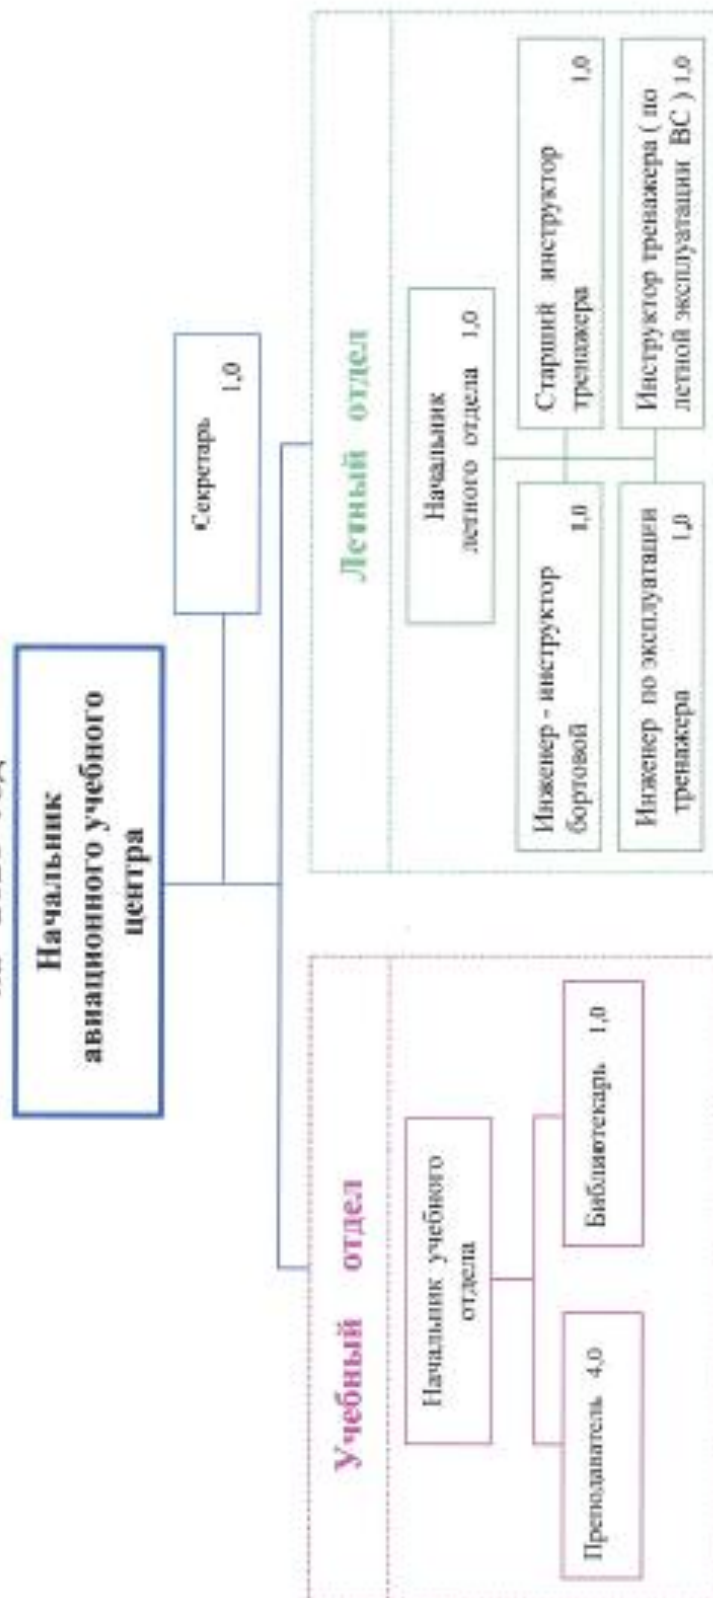 Начальник
авиационного учебного
центра
Секретарь
1,0
Учебный отдел
Начальник учебного
отдела
Преподаватель 4,0
Библиотекарь 1,0
Летный отдел
Начальник
летного отдела 1,0
Инженер - инструктор
бортовой 1,0
Старший инструктор
тренажера 1,0
Инженер по эксплуатации
тренажера 1,0
Инструктор тренажера ( по
летной эксплуатации ВС ) 1,0